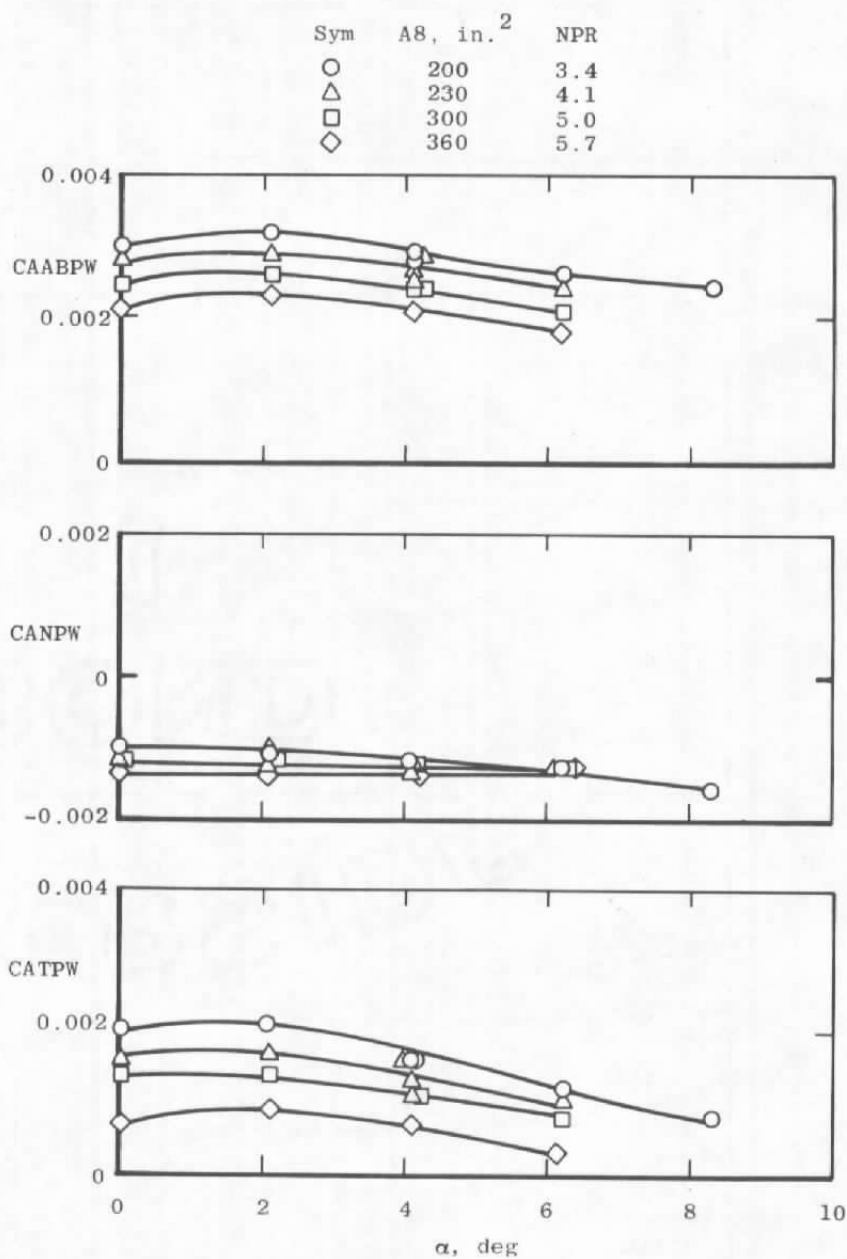 Sym A8, in.² NPR
○ 200 3.4
△ 230 4.1
□ 300 5.0
◇ 360 5.7
0.004
CAABPW
0.002
0
0.002
CANPW
0
-0.002
0.004
CATPW
0.002
0
0 2 4 6 8 10
α, deg